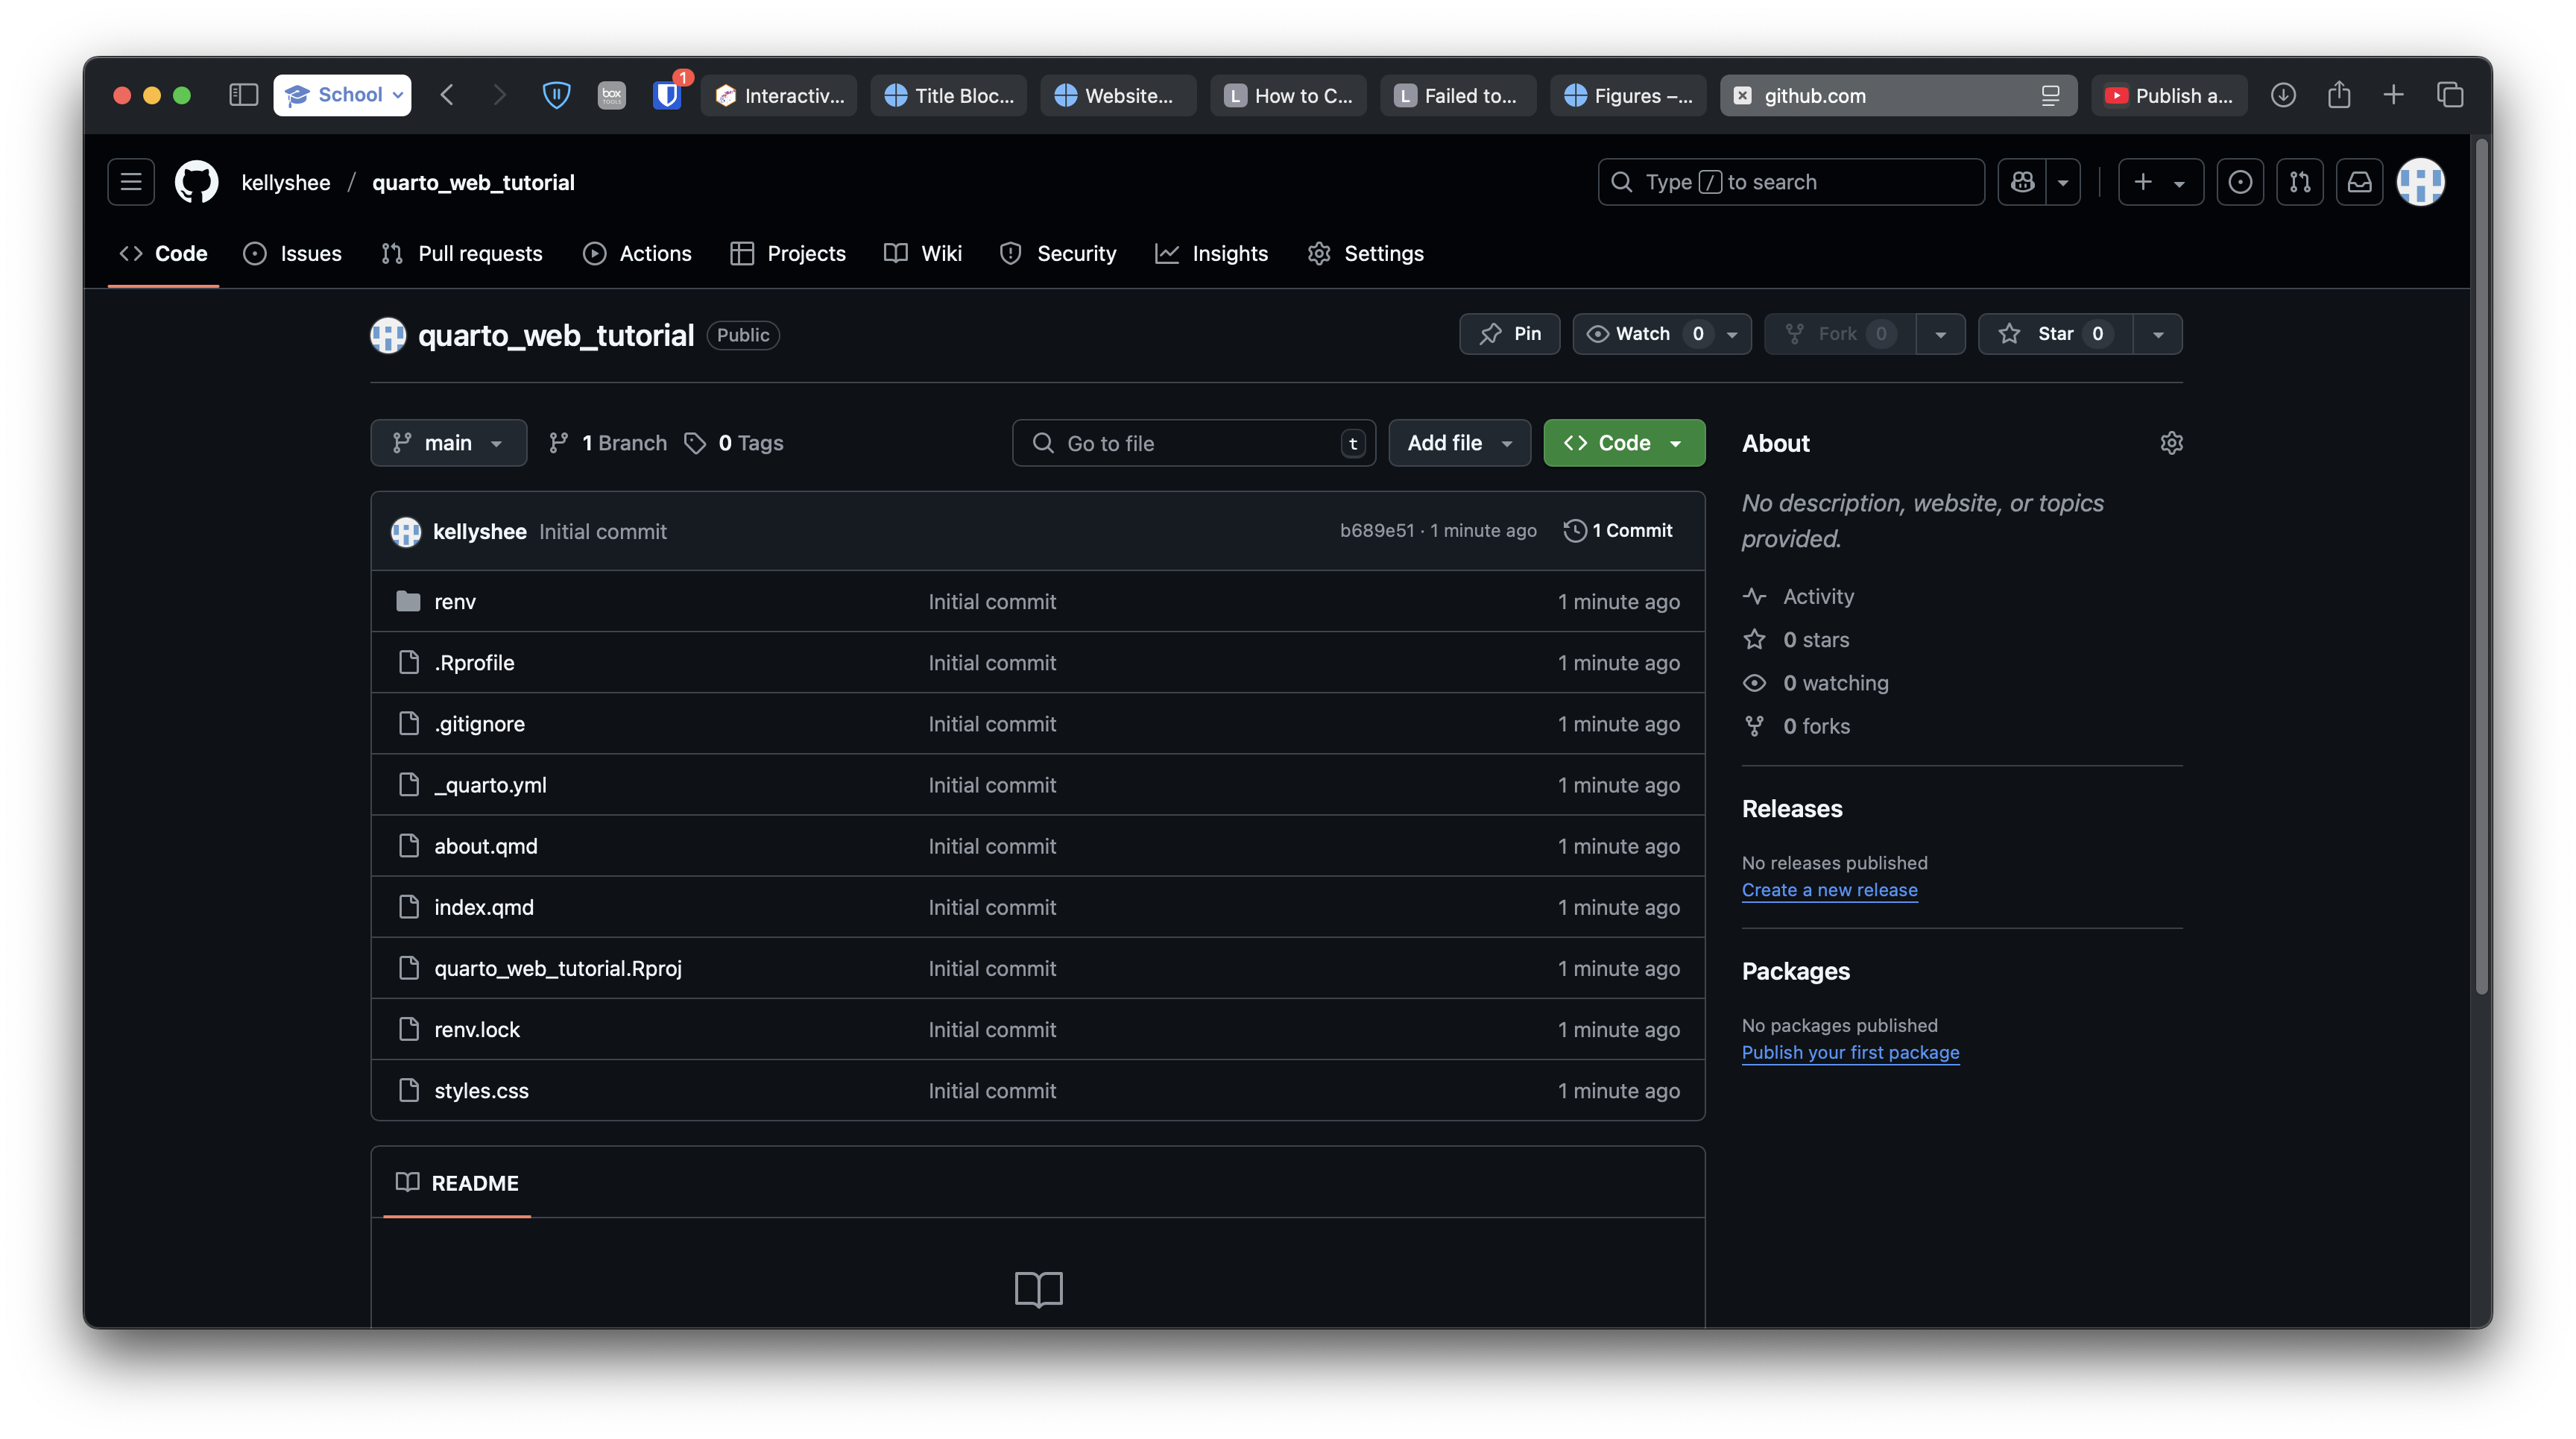 School
1
Interactiv...
Title Bloc...
Website...
L How to C...
L Failed to...
Figures –...
github.com
Publish a...
kellyshee / quarto_web_tutorial
Type / to search
Code
Issues
Pull requests
Actions
Projects
Wiki
Security
Insights
Settings
quarto_web_tutorial Public
Pin
Watch 0
Fork 0
Star 0
main
1 Branch
0 Tags
Go to file t
Add file
Code
kellyshee Initial commit b689e51 · 1 minute ago 1 Commit
renv Initial commit 1 minute ago
.Rprofile Initial commit 1 minute ago
.gitignore Initial commit 1 minute ago
_quarto.yml Initial commit 1 minute ago
about.qmd Initial commit 1 minute ago
index.qmd Initial commit 1 minute ago
quarto_web_tutorial.Rproj Initial commit 1 minute ago
renv.lock Initial commit 1 minute ago
styles.css Initial commit 1 minute ago
README
About
No description, website, or topics
provided.
Activity
0 stars
0 watching
0 forks
Releases
No releases published
Create a new release
Packages
No packages published
Publish your first package